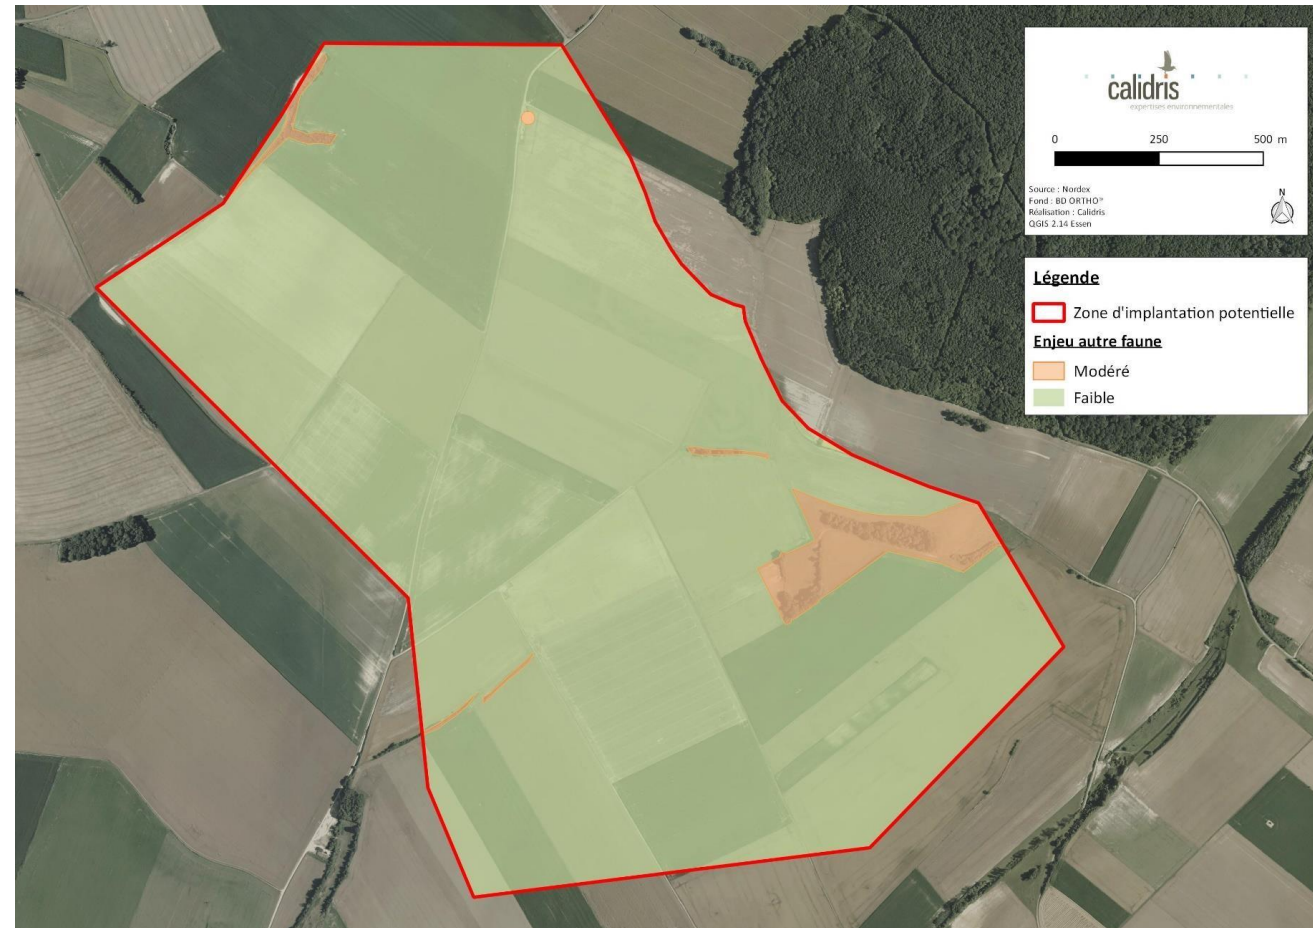 calidris
expertises environnementales
0 250 500 m
Source : Nordex
Fond : BD ORTHO®
Réalisation : Calidris
QGIS 2.14 Essen
N
Légende
Zone d'implantation potentielle
Enjeu autre faune
Modéré
Faible